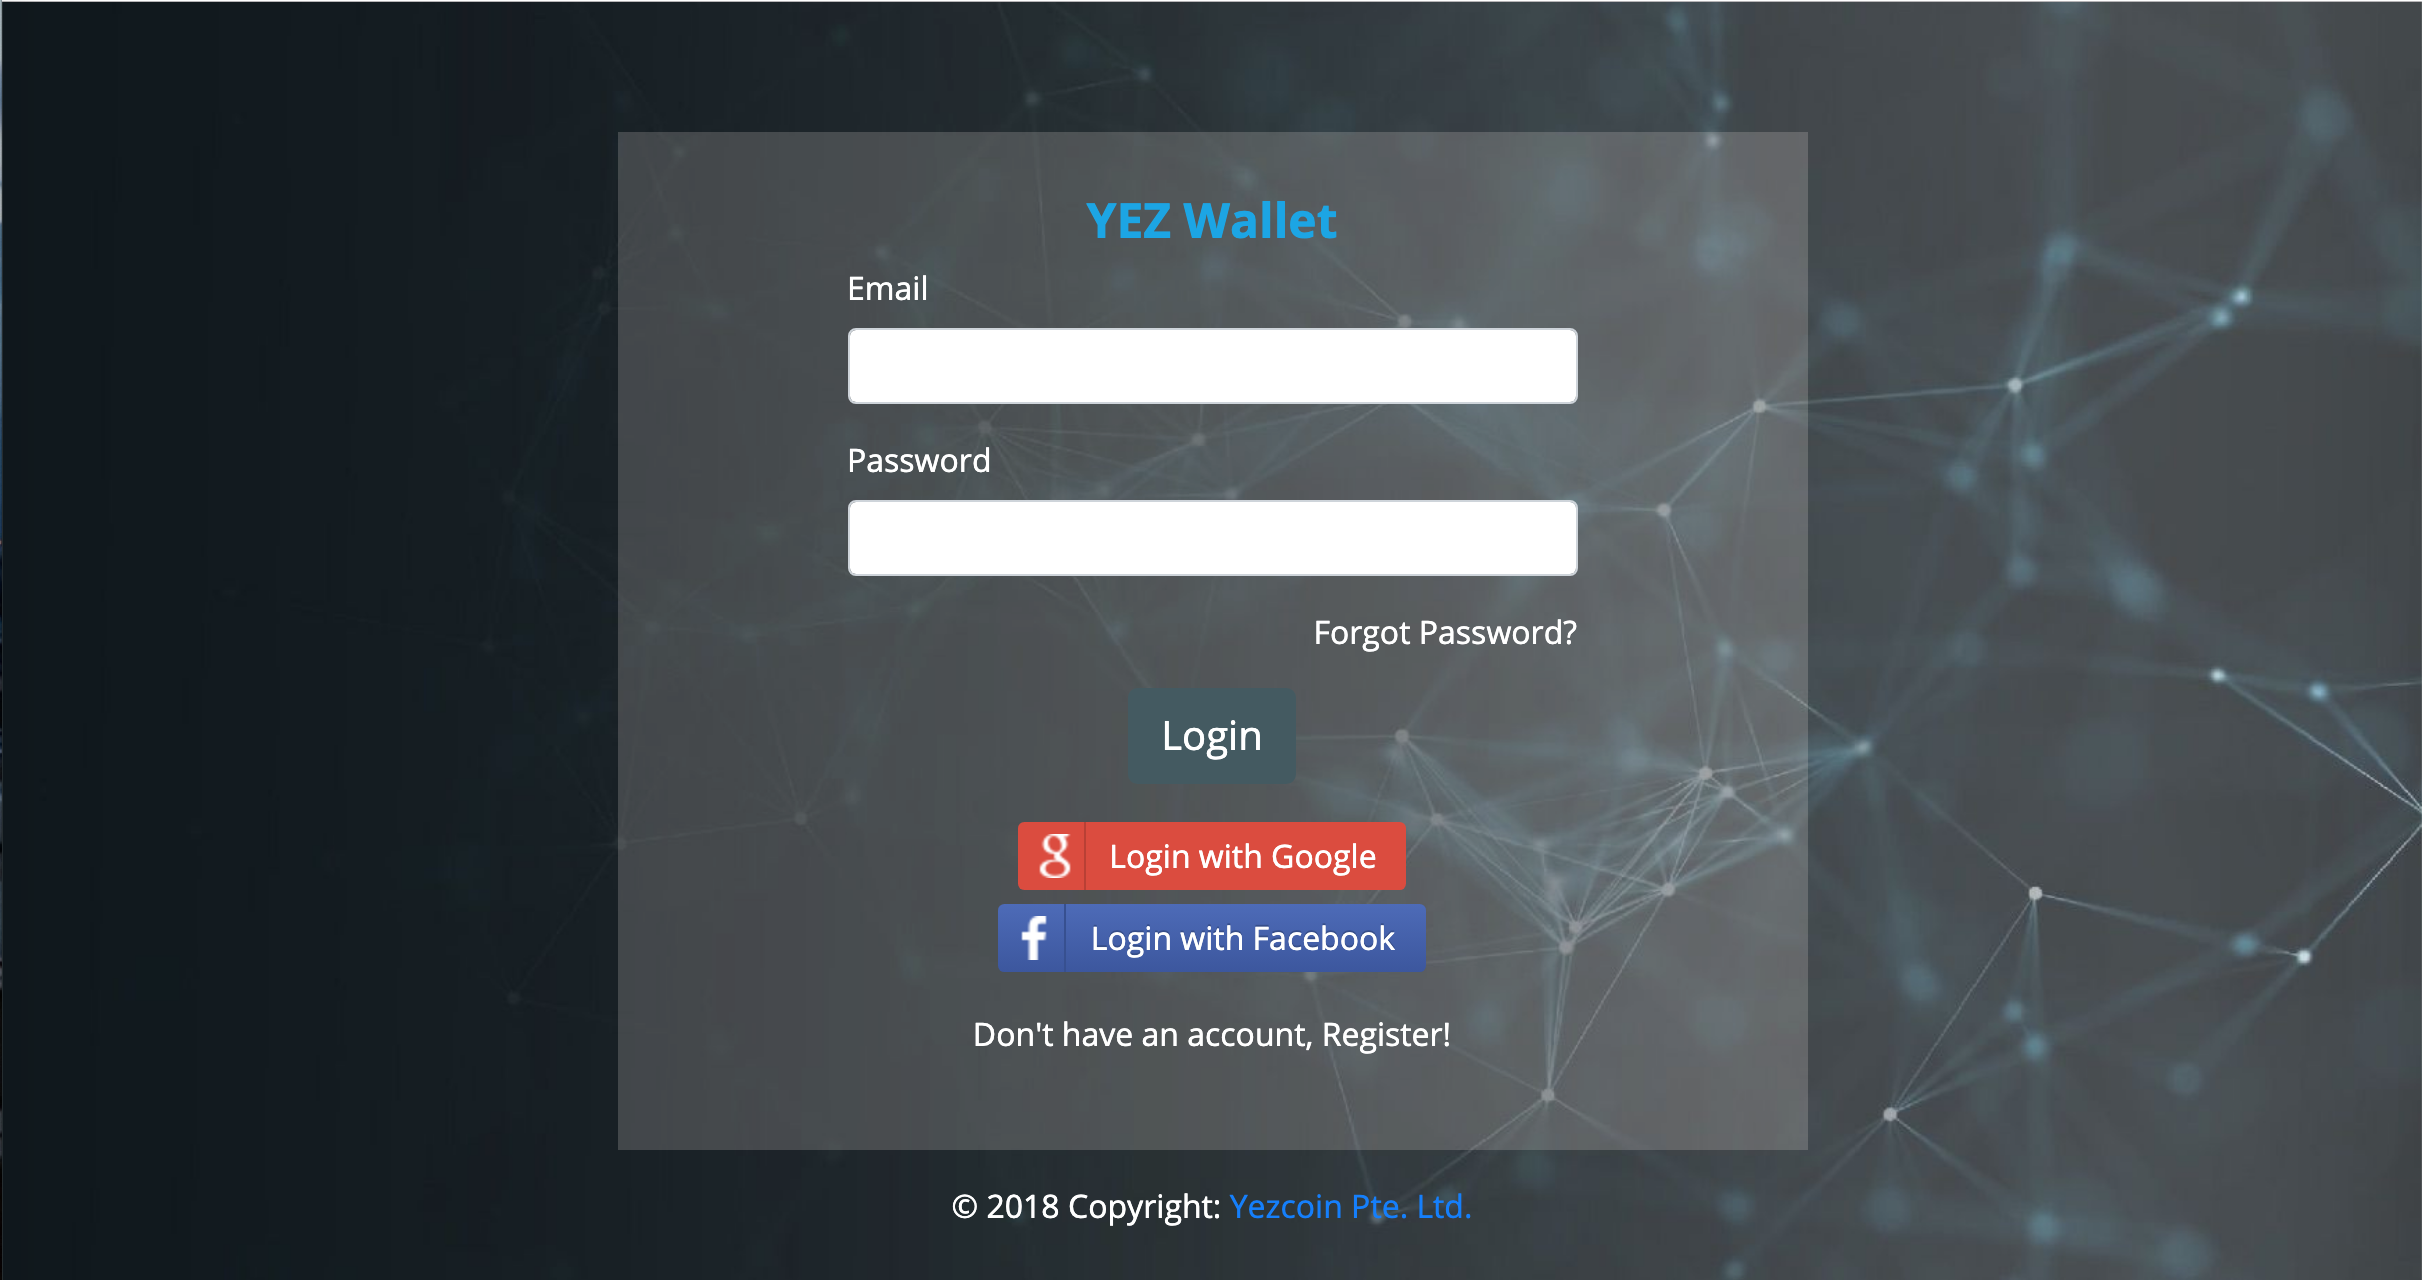 YEZ Wallet
Email
Password
Forgot Password?
Login
g Login with Google
f Login with Facebook
Don't have an account, Register!
© 2018 Copyright: Yezcoin Pte. Ltd.